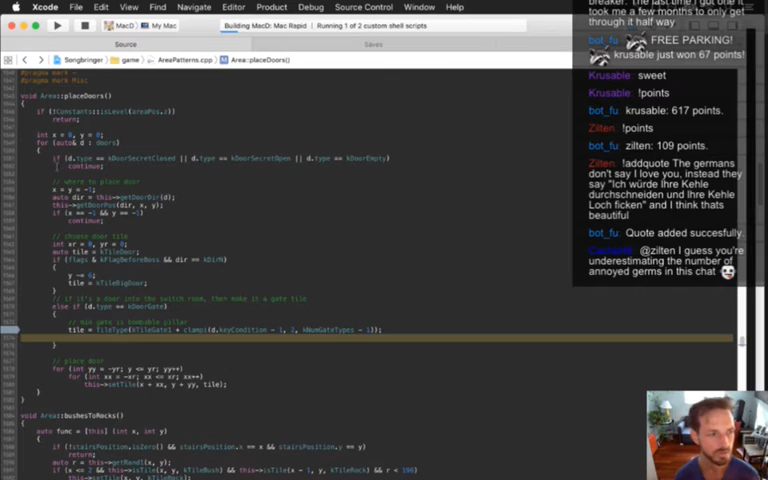 Xcode File Edit View Find Navigate Editor Product Debug Source Control Window Help
MacD My Mac
Building MacD: Mac Rapid Running 1 of 2 custom shell scripts
Source
Saves
Songbringer game AreaPatterns.cpp Area::placeDoors()
#pragma mark -
#pragma mark Misc
void Area::placeDoors()
{
if (!Constants::isLevel(areaPos.z))
return;
int x = 0, y = 0;
for (auto& d : doors)
{
if (d.type == kDoorSecretClosed || d.type == kDoorSecretOpen || d.type == kDoorEmpty)
continue;
// where to place door
x = y = -1;
auto dir = this->getDoorDir(d);
this->getDoorPos(dir, x, y);
if (x == -1 && y == -1)
continue;
// choose door tile
int xr = 0, yr = 0;
auto tile = kTileDoor;
if (flags & kFlagBeforeBoss && dir == kDirN)
{
tile = kTileBigDoor;
}
// if it's a door into the switch room, then make it a gate tile
else if (d.type == kDoorGate)
{
// min gate is bombable pillar
tile = TileType(kTileGate1 + clampi(d.keyCondition - 1, 2, kNumGateTypes - 1));
}
// place door
for (int yy = -yr; yy <= yr; yy++)
for (int xx = -xr; xx <= xr; xx++)
this->setTile(x + xx, y + yy, tile);
}
}
void Area::bushesToRocks()
{
auto func = [this] (int x, int y)
{
if (!stairsPosition.isZero() && stairsPosition.x == x && stairsPosition.y == y)
return;
auto r = this->getRandI(x, y);
breaker. The last time I got one it
took me a few months to only get
through it half way
bot_fu: FREE PARKING!
krusable just won 67 points!
Krusable sweet
Krusable: !points
bot_fu: krusable: 617 points.
Zilten: !points
bot_fu: zilten: 109 points.
Zilten: !addquote The germans
don't say I love you, instead they
say "Ich würde Ihre Kehle
durchschneiden und Ihre Kehle
Loch ficken" and I think thats
beautiful
bot_fu: Quote added succesfully.
@zilten I guess you're
underestimating the number of
annoyed germs in this chat